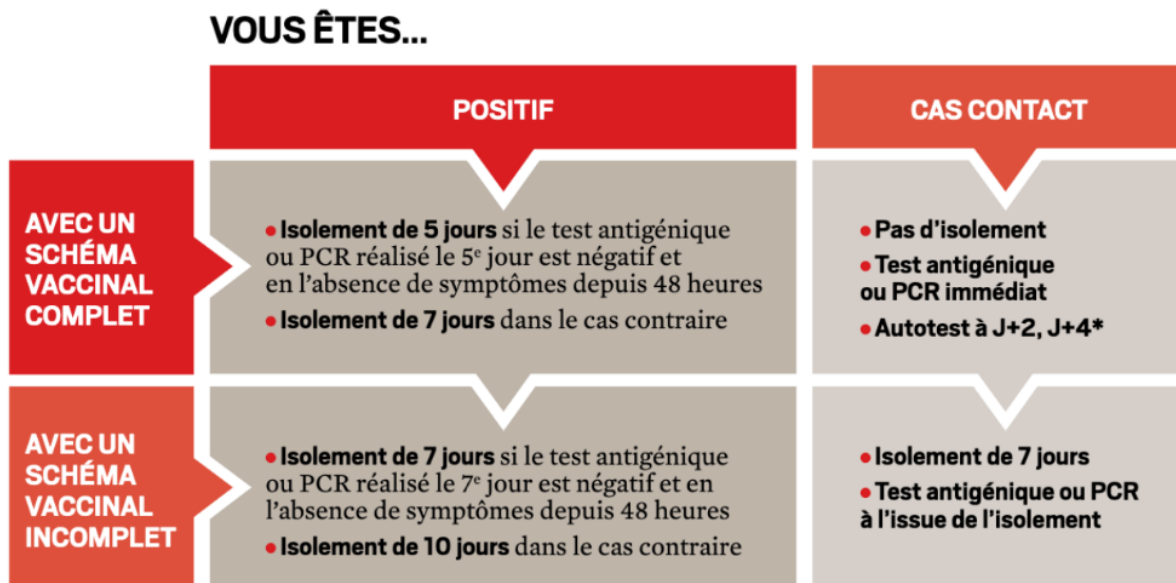 VOUS ÊTES...
POSITIF
CAS CONTACT
AVEC UN
SCHÉMA
VACCINAL
COMPLET
• Isolement de 5 jours si le test antigénique
ou PCR réalisé le 5e jour est négatif et
en l’absence de symptômes depuis 48 heures
• Isolement de 7 jours dans le cas contraire
• Pas d’isolement
• Test antigénique
ou PCR immédiat
• Autotest à J+2, J+4*
AVEC UN
SCHÉMA
VACCINAL
INCOMPLET
• Isolement de 7 jours si le test antigénique
ou PCR réalisé le 7e jour est négatif et en
l’absence de symptômes depuis 48 heures
• Isolement de 10 jours dans le cas contraire
• Isolement de 7 jours
• Test antigénique ou PCR
à l’issue de l’isolement